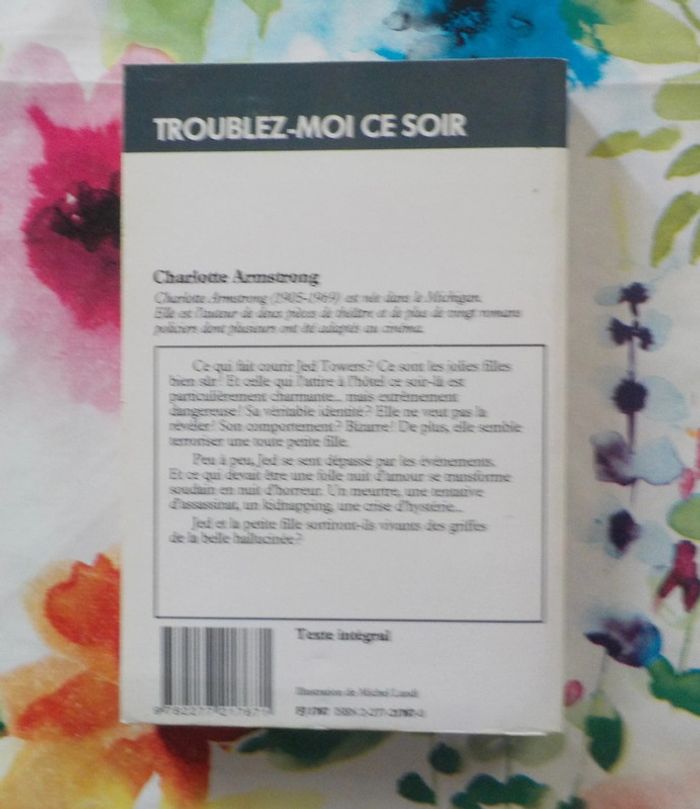 TROUBLEZ-MOI CE SOIR
Charlotte Armstrong
Charlotte Armstrong (1905-1969) est née dans le Michigan.
Elle est l'auteur de deux pièces de théâtre et de plus de vingt romans
policiers dont plusieurs ont été adaptés au cinéma.
Ce qui fait courir Jed Towers? Ce sont les jolies filles
bien sûr! Et celle qui l'attire à l'hôtel ce soir-là est
particulièrement charmante... mais extrêmement
dangereuse! Sa véritable identité? Elle ne veut pas la
révéler! Son comportement? Bizarre! De plus, elle semble
terroriser une toute petite fille.
Peu à peu, Jed se sent dépassé par les événements.
Et ce qui devait être une folle nuit d'amour se transforme
soudain en nuit d'horreur. Un meurtre, une tentative
d'assassinat, un kidnapping, une crise d'hystérie...
Jed et la petite fille sortiront-ils vivants des griffes
de la belle hallucinée?
Texte intégral
Illustration de Michel
9782277217671
ISBN 2-277-21767-